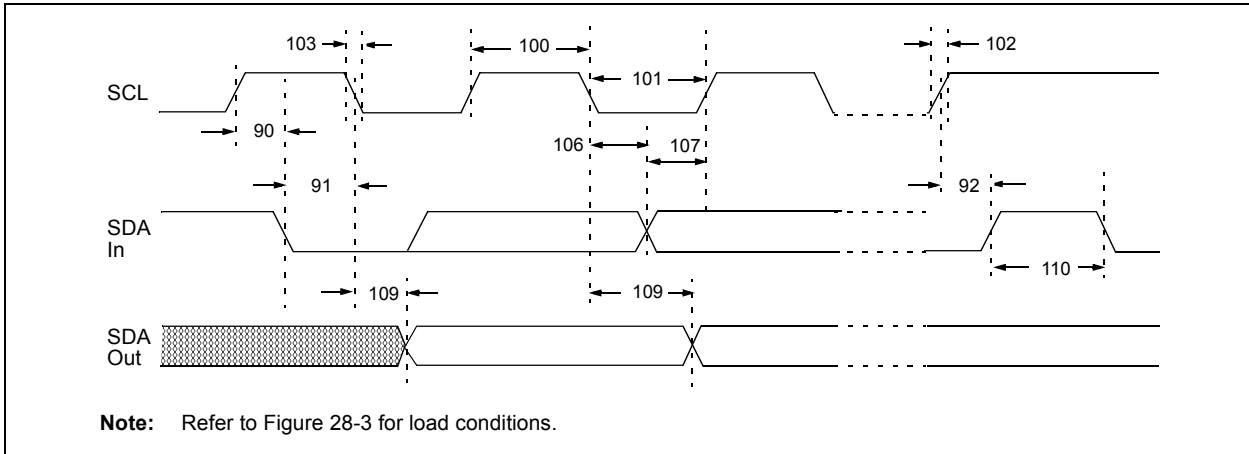 103
100
102
101
SCL
90
106
107
91
92
SDA
In
109
109
110
SDA
Out
Note: Refer to Figure 28-3 for load conditions.